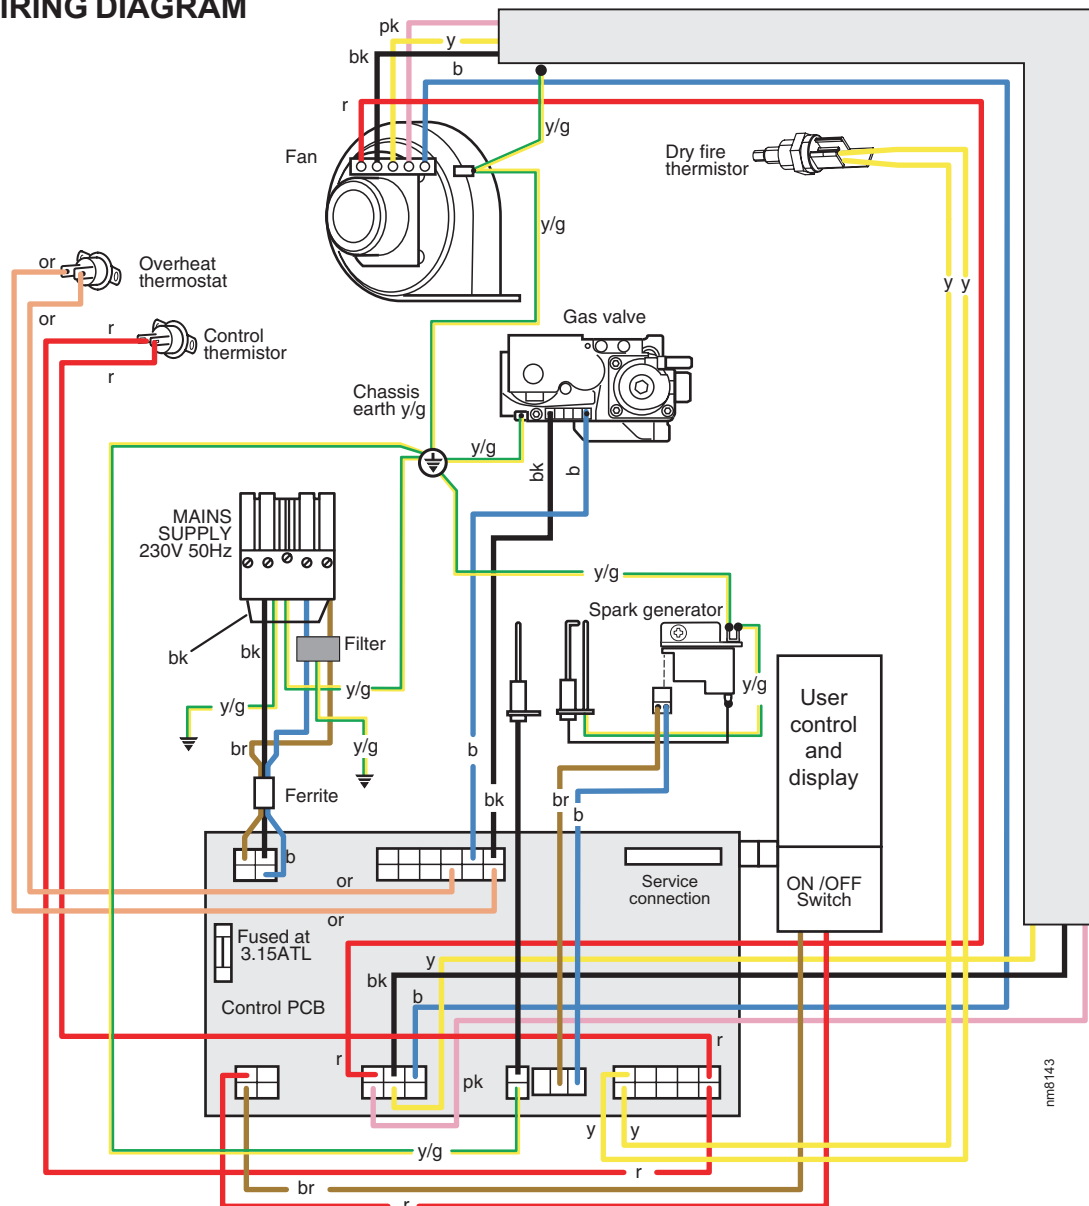 IRING DIAGRAM
pk
y
bk
b
r
y/g
Fan
Dry fire
thermistor
y/g
or
Overheat
thermostat
y y
or
r
Control
thermistor
r
Gas valve
Chassis
earth y/g
y/g
bk
b
MAINS
SUPPLY
230V 50Hz
y/g
Spark generator
bk
bk
Filter
y/g
y/g
y/g
User
control
and
display
br
y/g
b
Ferrite
bk
br
b
b
or
Service
connection
ON /OFF
Switch
or
Fused at
3.15ATL
y
bk
b
Control PCB
r
r
pk
nm8143
y
y
y/g
r
br
r